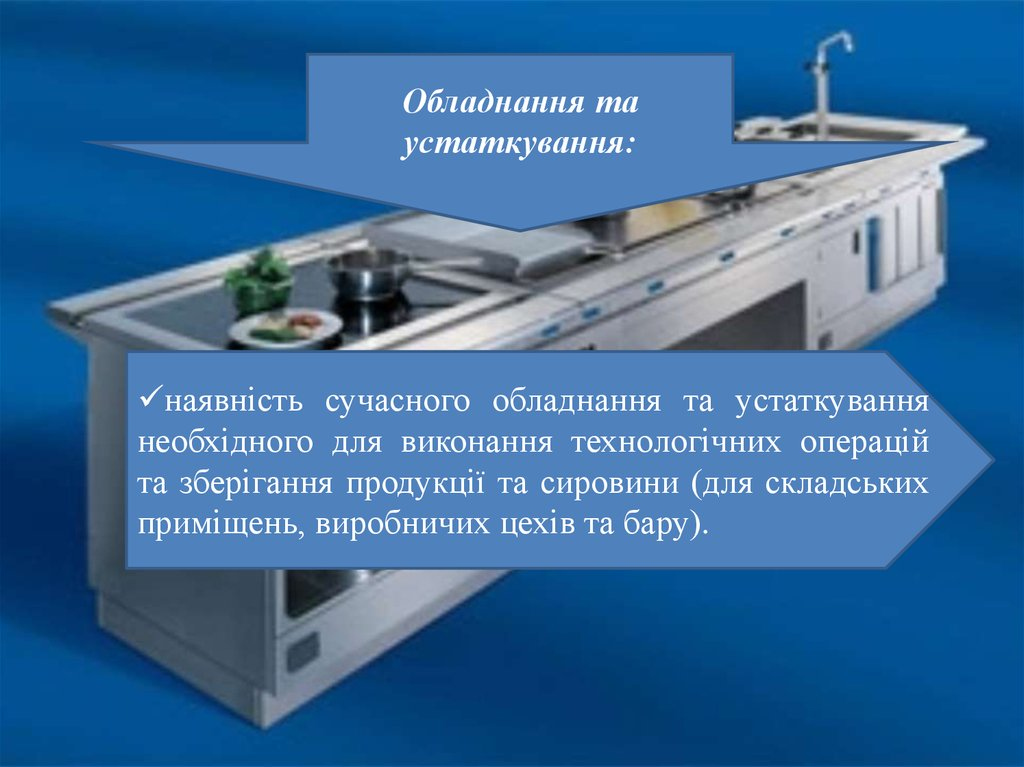 Обладнання та
устаткування:
✓наявність сучасного обладнання та устаткування
необхідного для виконання технологічних операцій
та зберігання продукції та сировини (для складських
приміщень, виробничих цехів та бару).